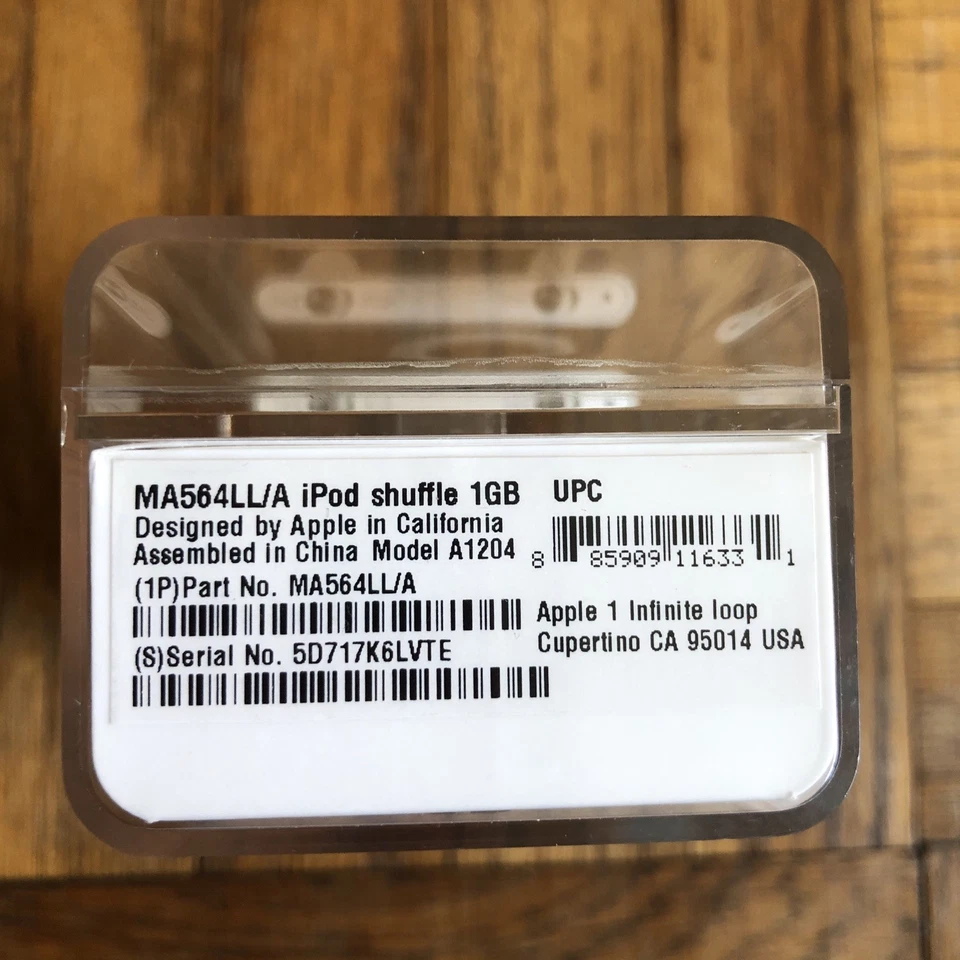 MA564LL/A iPod shuffle 1GB
Designed by Apple in California
Assembled in China Model A1204
(1P)Part No. MA564LL/A
(S)Serial No. 5D717K6LVTE
UPC
8 85909 11633 1
Apple 1 Infinite loop
Cupertino CA 95014 USA